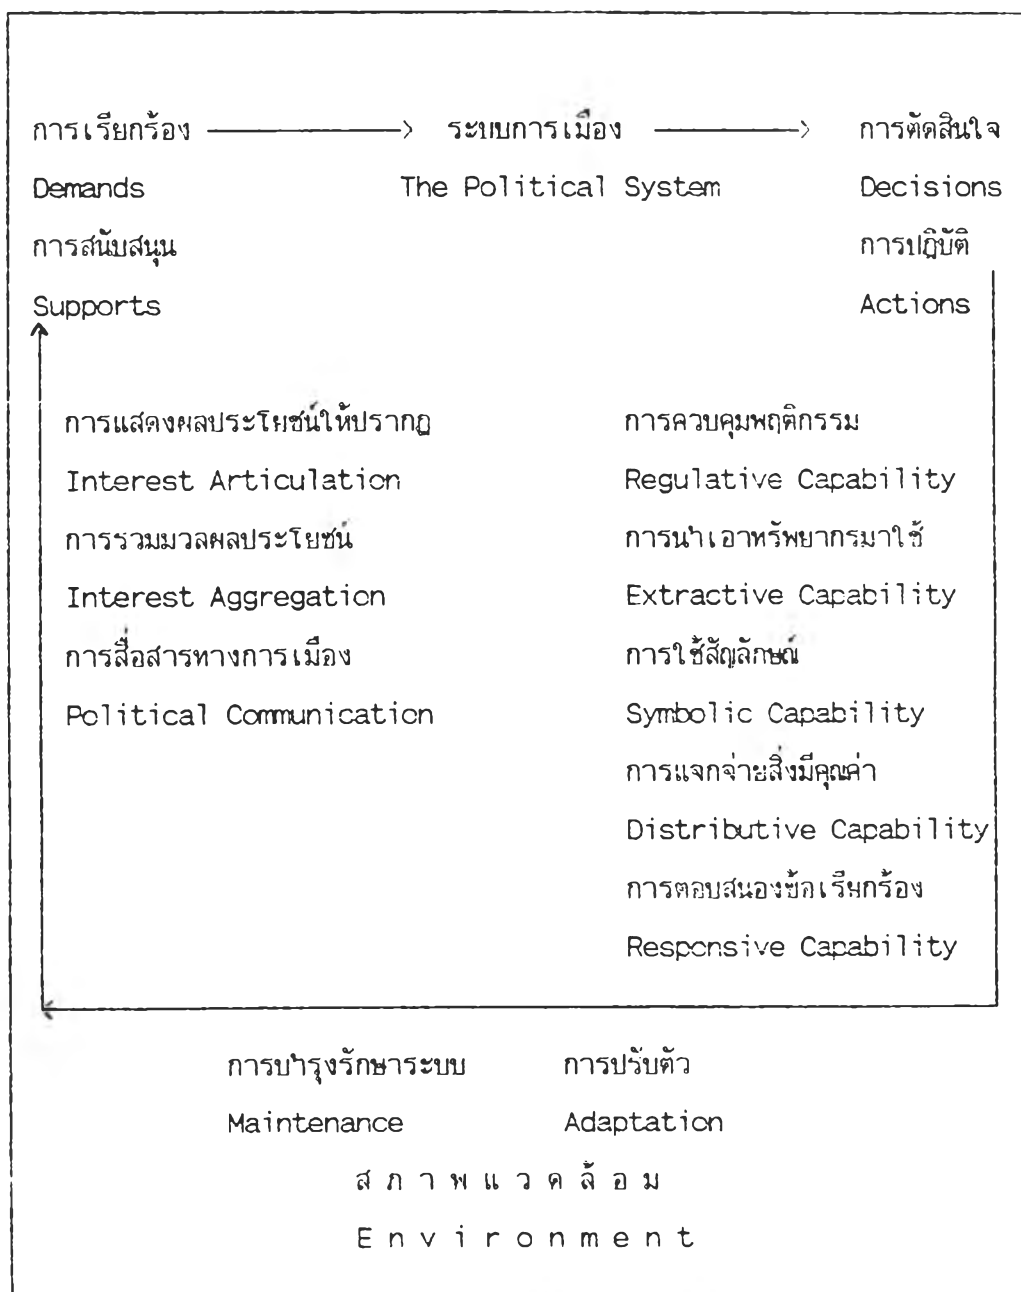 การเรียกร้อง ระบบการเมือง การตัดสินใจ
Demands The Political System Decisions
การสนับสนุน การปฏิบัติ
Supports Actions
การแสดงผลประโยชน์ให้ปรากฏ การควบคุมพฤติกรรม
Interest Articulation Regulative Capability
การรวมมวลผลประโยชน์ การนำเอาทรัพยากรมาใช้
Interest Aggregation Extractive Capability
การสื่อสารทางการเมือง การใช้สัญลักษณ์
Political Communication Symbolic Capability
การแจกจ่ายสิ่งมีคุณค่า
Distributive Capability
การตอบสนองข้อเรียกร้อง
Responsive Capability
การบำรุงรักษาระบบ การปรับตัว
Maintenance Adaptation
สภาพแวดล้อม
Environment